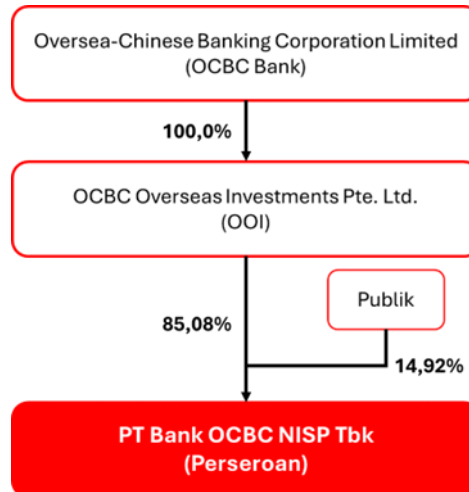 Oversea-Chinese Banking Corporation Limited
(OCBC Bank)
100,0%
OCBC Overseas Investments Pte. Ltd.
(OOI)
Publik
85,08%
14,92%
PT Bank OCBC NISP Tbk
(Perseroan)